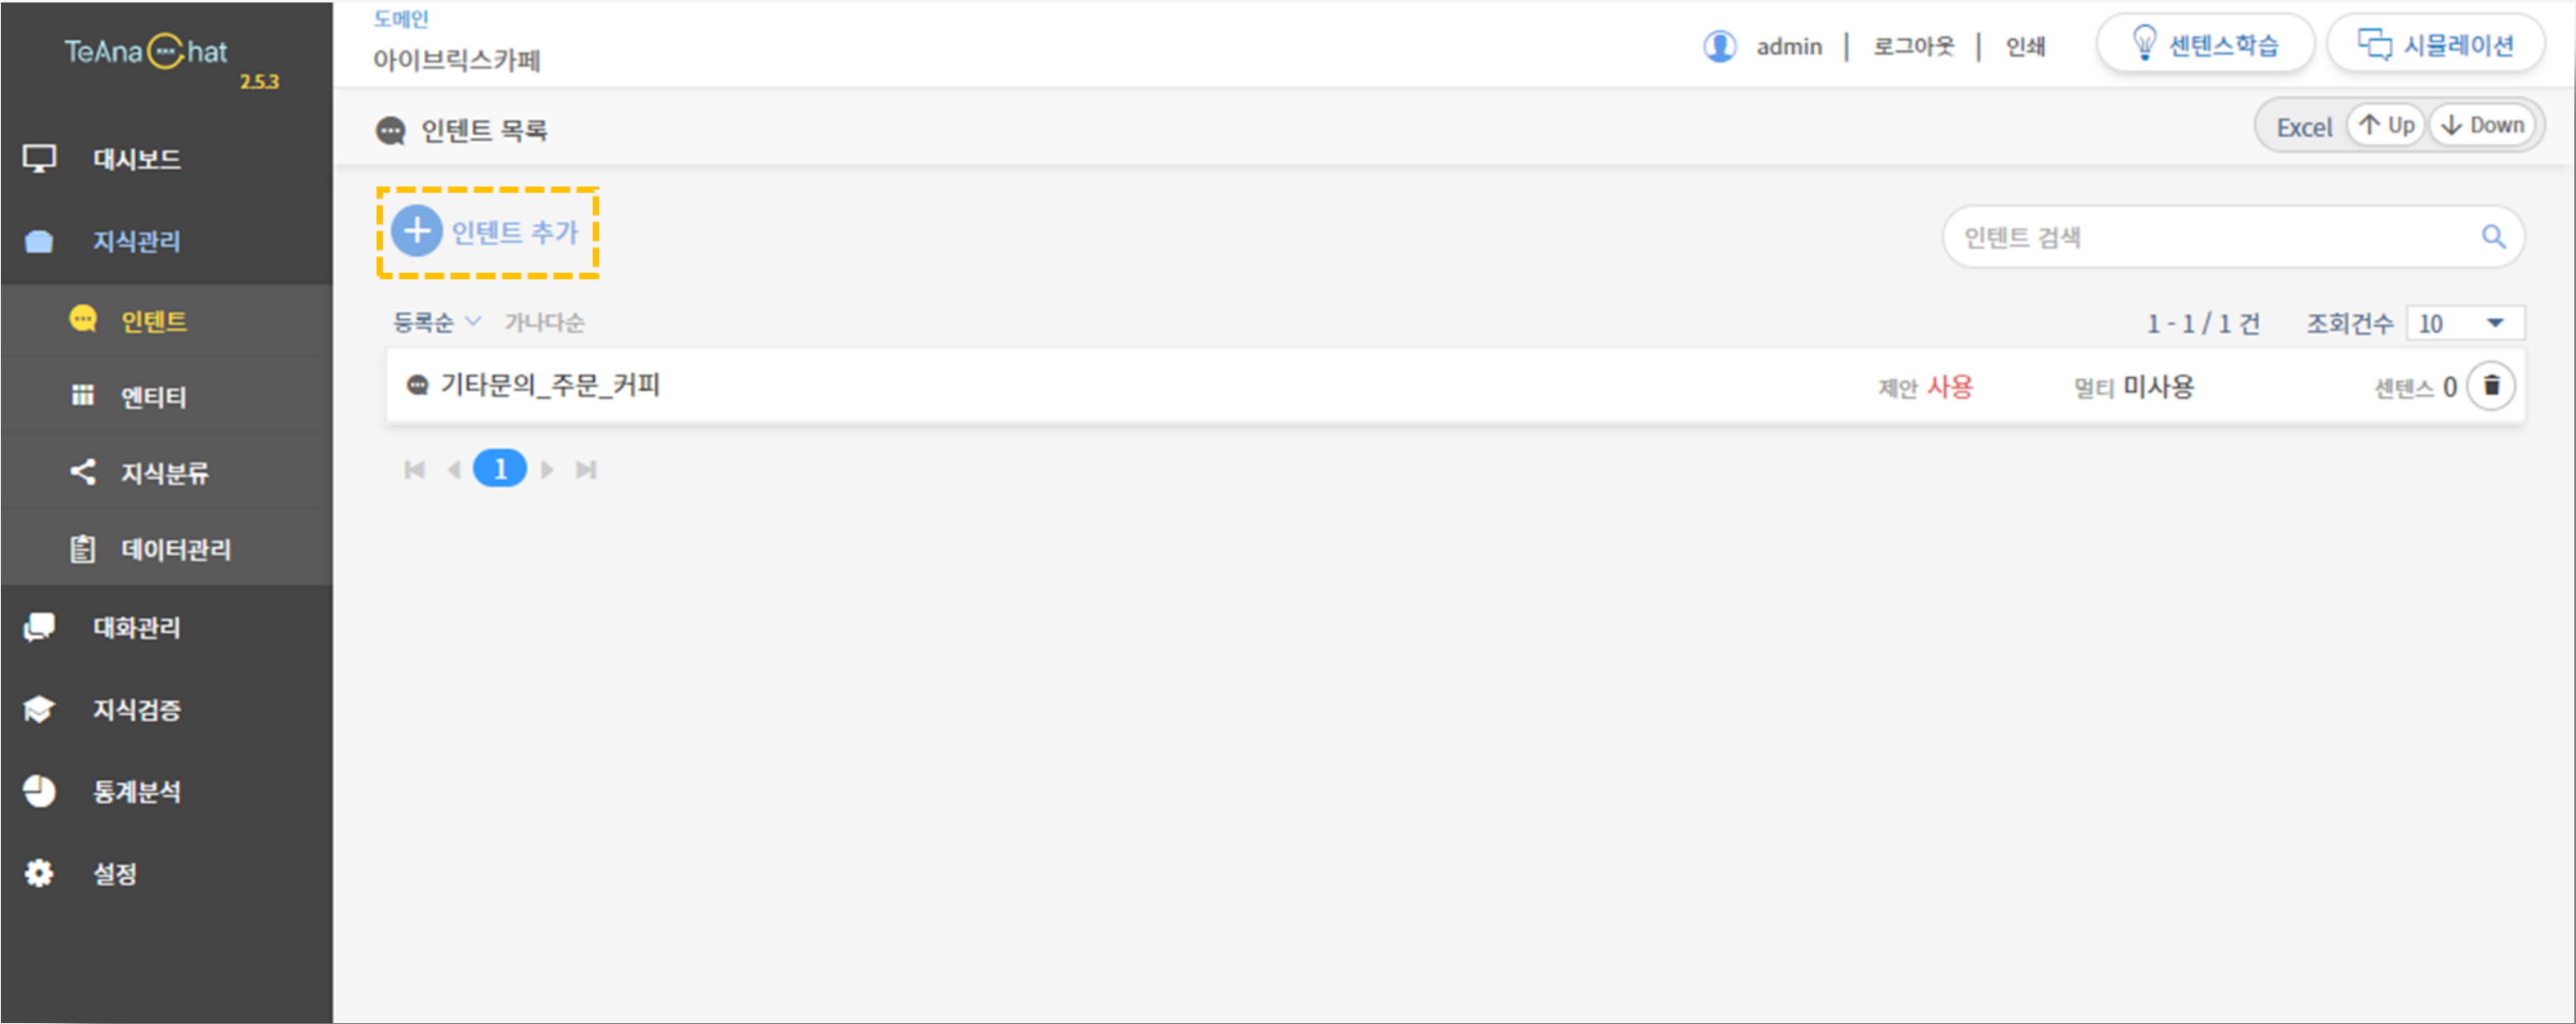 TeAna Chat
2.5.3
대시보드
지식관리
인텐트
엔티티
지식분류
데이터관리
대화관리
지식검증
통계분석
설정
도메인
아이브릭스카페
admin | 로그아웃 | 인쇄
센텐스학습
시뮬레이션
인텐트 목록
Excel Up Down
인텐트 추가
인텐트 검색
등록순 가나다순
1 - 1 / 1 건 조회건수 10
기타문의_주문_커피 제안 사용 멀티 미사용 센텐스 0
1